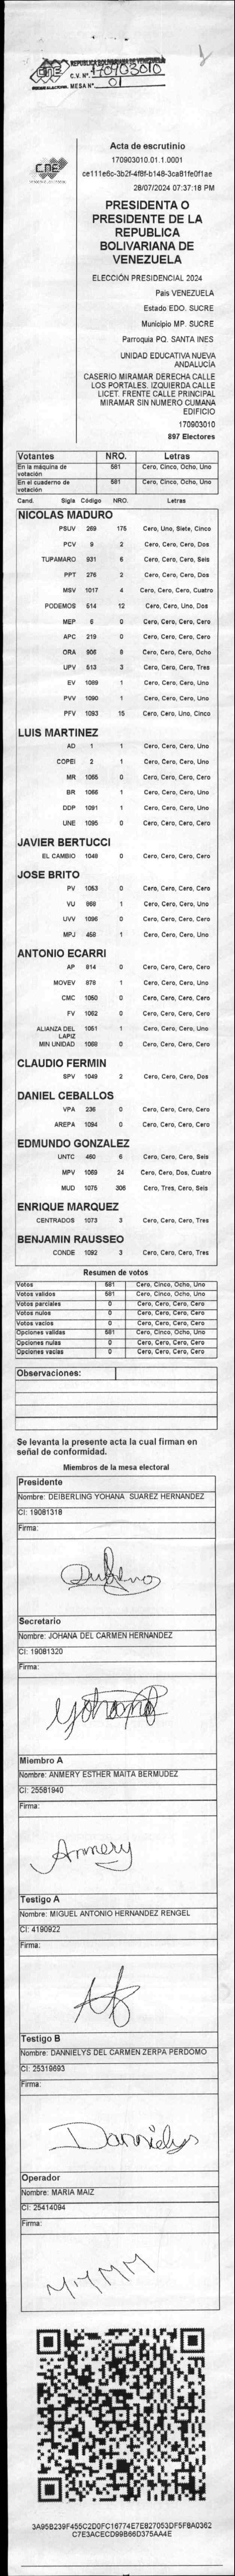 CNE
REPUBLICA BOLIVARIANA DE VENEZUELA
C.V. Nº 170903010
MESA Nº 01
CNE
Acta de escrutinio
170903010.01.1.0001
ce111e6c-3b2f-4f8f-b148-3ca81fe0f1ae
28/07/2024 07:37:18 PM
PRESIDENTA O
PRESIDENTE DE LA
REPUBLICA
BOLIVARIANA DE
VENEZUELA
ELECCIÓN PRESIDENCIAL 2024
País VENEZUELA
Estado EDO. SUCRE
Municipio MP. SUCRE
Parroquia PQ. SANTA INES
UNIDAD EDUCATIVA NUEVA
ANDALUCÍA
CASERIO MIRAMAR DERECHA CALLE
LOS PORTALES. IZQUIERDA CALLE
LICET. FRENTE CALLE PRINCIPAL
MIRAMAR SIN NÚMERO CUMANA
EDIFICIO
170903010
897 Electores
Votantes NRO. Letras
En la máquina de votación 581 Cero, Cinco, Ocho, Uno
En el cuaderno de votación 581 Cero, Cinco, Ocho, Uno
Cand. Sigla Código NRO. Letras
NICOLAS MADURO
PSUV 269 175 Cero, Uno, Siete, Cinco
PCV 9 2 Cero, Cero, Cero, Dos
TUPAMARO 931 6 Cero, Cero, Cero, Seis
PPT 276 2 Cero, Cero, Cero, Dos
MSV 1017 4 Cero, Cero, Cero, Cuatro
PODEMOS 514 12 Cero, Cero, Uno, Dos
MEP 6 0 Cero, Cero, Cero, Cero
APC 219 0 Cero, Cero, Cero, Cero
ORA 906 8 Cero, Cero, Cero, Ocho
UPV 513 3 Cero, Cero, Cero, Tres
EV 1089 1 Cero, Cero, Cero, Uno
PVV 1090 1 Cero, Cero, Cero, Uno
PFV 1093 15 Cero, Cero, Uno, Cinco
LUIS MARTINEZ
AD 1 1 Cero, Cero, Cero, Uno
COPEI 2 1 Cero, Cero, Cero, Uno
MR 1065 0 Cero, Cero, Cero, Cero
BR 1066 1 Cero, Cero, Cero, Uno
DDP 1091 1 Cero, Cero, Cero, Uno
UNE 1095 0 Cero, Cero, Cero, Cero
JAVIER BERTUCCI
EL CAMBIO 1048 0 Cero, Cero, Cero, Cero
JOSE BRITO
PV 1053 0 Cero, Cero, Cero, Cero
VU 968 1 Cero, Cero, Cero, Uno
UVV 1096 0 Cero, Cero, Cero, Cero
MPJ 458 1 Cero, Cero, Cero, Uno
ANTONIO ECARRI
AP 814 0 Cero, Cero, Cero, Cero
MOVEV 878 1 Cero, Cero, Cero, Uno
CMC 1050 0 Cero, Cero, Cero, Cero
FV 1062 0 Cero, Cero, Cero, Cero
ALIANZA DEL LAPIZ 1051 1 Cero, Cero, Cero, Uno
MIN UNIDAD 1088 0 Cero, Cero, Cero, Cero
CLAUDIO FERMIN
SPV 1049 2 Cero, Cero, Cero, Dos
DANIEL CEBALLOS
VPA 236 0 Cero, Cero, Cero, Cero
AREPA 1094 0 Cero, Cero, Cero, Cero
EDMUNDO GONZALEZ
UNTC 460 6 Cero, Cero, Cero, Seis
MPV 1069 24 Cero, Cero, Dos, Cuatro
MUD 1075 306 Cero, Tres, Cero, Seis
ENRIQUE MARQUEZ
CENTRADOS 1073 3 Cero, Cero, Cero, Tres
BENJAMIN RAUSSEO
CONDE 1092 3 Cero, Cero, Cero, Tres
Resumen de votos
Votos 581 Cero, Cinco, Ocho, Uno
Votos validos 581 Cero, Cinco, Ocho, Uno
Votos parciales 0 Cero, Cero, Cero, Cero
Votos nulos 0 Cero, Cero, Cero, Cero
Votos vacios 0 Cero, Cero, Cero, Cero
Opciones validas 581 Cero, Cinco, Ocho, Uno
Opciones nulas 0 Cero, Cero, Cero, Cero
Opciones vacias 0 Cero, Cero, Cero, Cero
Observaciones:
Se levanta la presente acta la cual firman en
señal de conformidad.
Miembros de la mesa electoral
Presidente
Nombre: DEIBERLING YOHANA SUAREZ HERNANDEZ
CI: 19081318
Firma:
Secretario
Nombre: JOHANA DEL CARMEN HERNANDEZ
CI: 19081320
Firma:
Yohana
Miembro A
Nombre: ANMERY ESTHER MAITA BERMUDEZ
CI: 25581940
Firma:
Anmery
Testigo A
Nombre: MIGUEL ANTONIO HERNANDEZ RENGEL
CI: 4190922
Firma:
Testigo B
Nombre: DANNIELYS DEL CARMEN ZERPA PERDOMO
CI: 25319693
Firma:
Dannielys
Operador
Nombre: MARIA MAIZ
CI: 25414094
Firma:
3A95B239F455C2D0FC16774E7EB27053DF5FBA0362
C7E3ACECD99B66D375AA4E